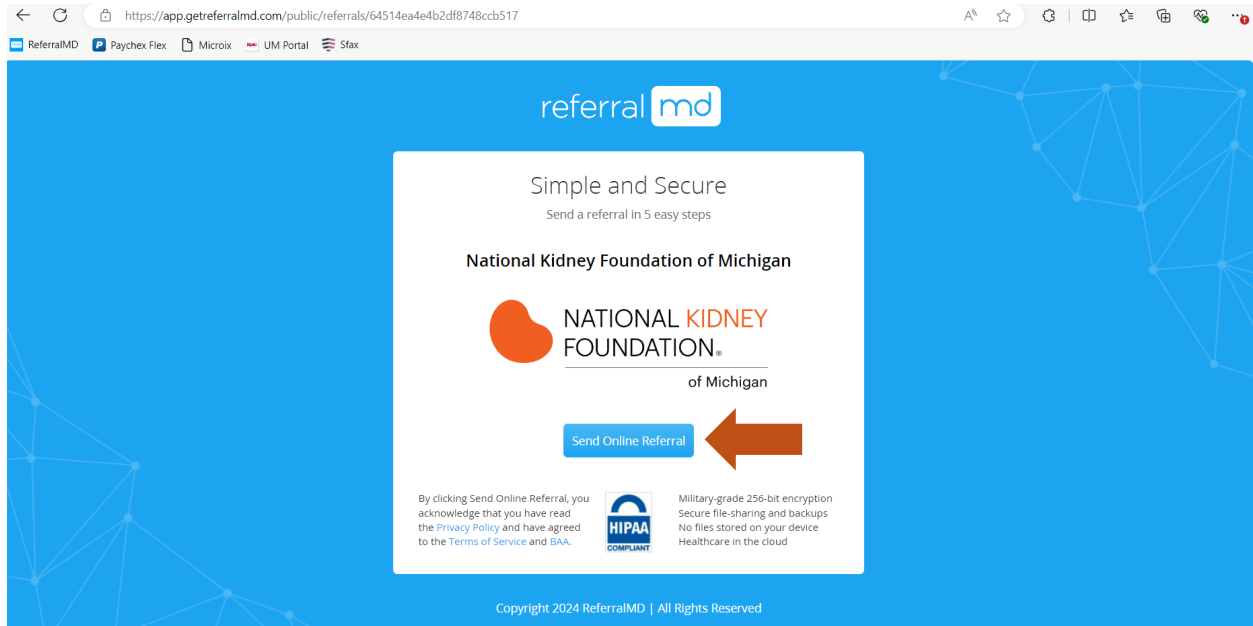 https://app.getreferralmd.com/public/referrals/64514ea4e4b2df8748ccb517
ReferralMD Paychex Flex Microix UM Portal Sfax
referral md
Simple and Secure
Send a referral in 5 easy steps
National Kidney Foundation of Michigan
NATIONAL KIDNEY
FOUNDATION®
of Michigan
Send Online Referral
By clicking Send Online Referral, you
acknowledge that you have read
the Privacy Policy and have agreed
to the Terms of Service and BAA.
HIPAA
COMPLIANT
Military-grade 256-bit encryption
Secure file-sharing and backups
No files stored on your device
Healthcare in the cloud
Copyright 2024 ReferralMD | All Rights Reserved